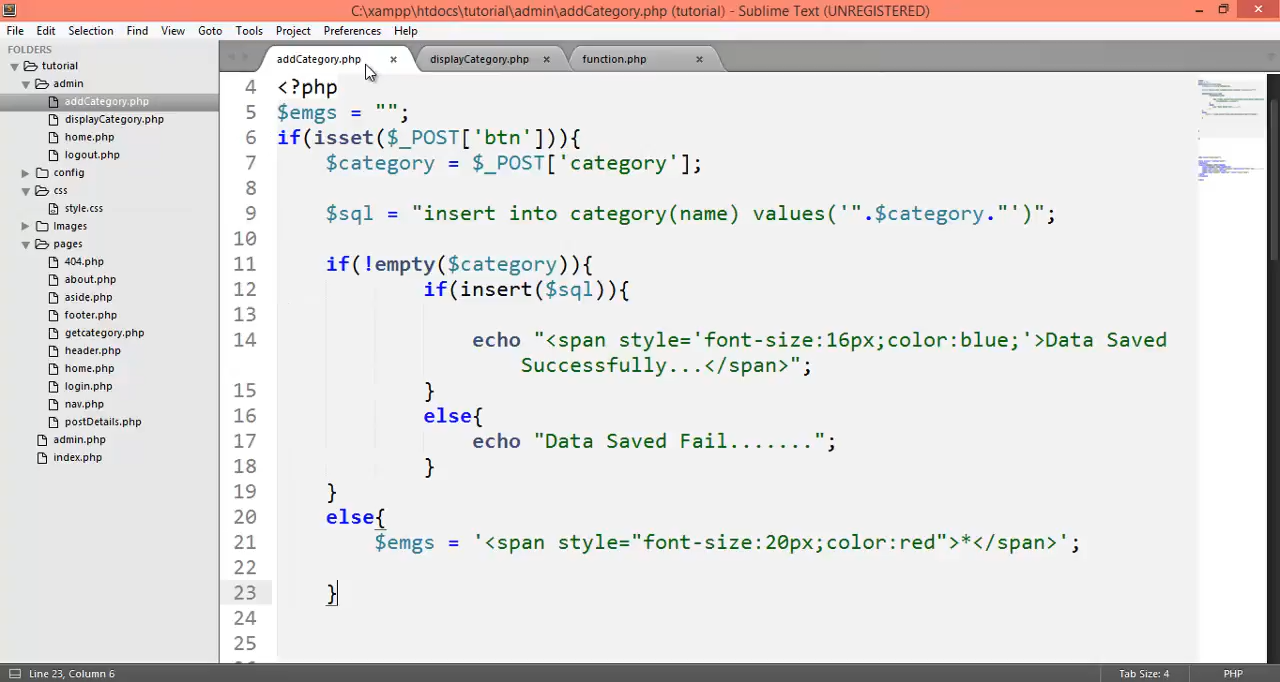 C:\xampp\htdocs\tutorial\admin\addCategory.php (tutorial) - Sublime Text (UNREGISTERED)
File Edit Selection Find View Goto Tools Project Preferences Help
FOLDERS
tutorial
admin
addCategory.php
displayCategory.php
home.php
logout.php
config
css
style.css
Images
pages
404.php
about.php
aside.php
footer.php
getcategory.php
header.php
home.php
login.php
nav.php
postDetails.php
admin.php
index.php
addCategory.php × displayCategory.php × function.php ×
4 <?php
5 $emgs = "";
6 if(isset($_POST['btn'])){
7 $category = $_POST['category'];
8
9 $sql = "insert into category(name) values('".$category."')";
10
11 if(!empty($category)){
12 if(insert($sql)){
13
14 echo "<span style='font-size:16px;color:blue;'>Data Saved
Successfully...</span>";
15 }
16 else{
17 echo "Data Saved Fail.......";
18 }
19 }
20 else{
21 $emgs = '<span style="font-size:20px;color:red">*</span>';
22
23 }
24
25
Line 23, Column 6 Tab Size: 4 PHP